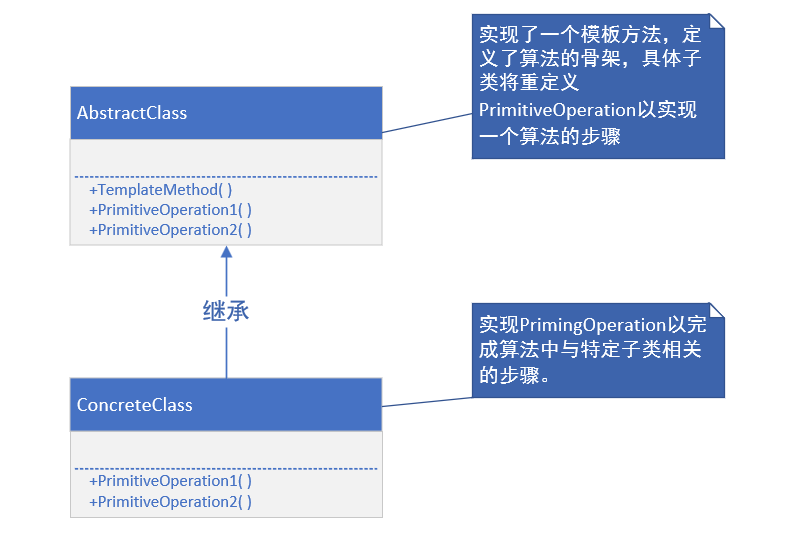 实现了一个模板方法，定
义了算法的骨架，具体子
类将重定义
PrimitiveOperation以实现
一个算法的步骤
AbstractClass
+TemplateMethod( )
+PrimitiveOperation1( )
+PrimitiveOperation2( )
继承
实现PrimingOperation以完
成算法中与特定子类相关
的步骤。
ConcreteClass
+PrimitiveOperation1( )
+PrimitiveOperation2( )